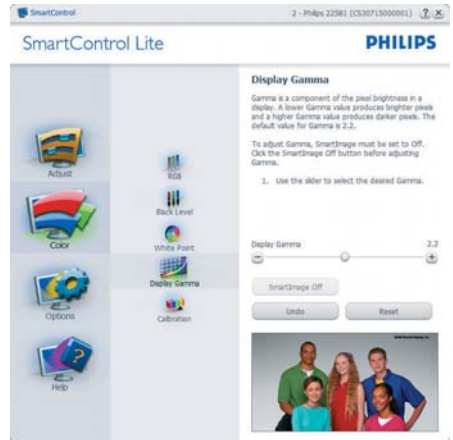 SmartControl
2 - Philips 225B1 (CS30715000001)
SmartControl Lite
PHILIPS
Adjust
Color
Options
Help
RGB
Black Level
White Point
Display Gamma
Calibration
Display Gamma
Gamma is a component of the pixel brightness in a
display. A lower Gamma value produces brighter pixels
and a higher Gamma value produces darker pixels. The
default value for Gamma is 2.2.
To adjust Gamma, SmartImage must be set to Off.
Click the SmartImage Off button before adjusting
Gamma.
1. Use the slider to select the desired Gamma.
Display Gamma 2.2
SmartImage Off
Undo
Reset